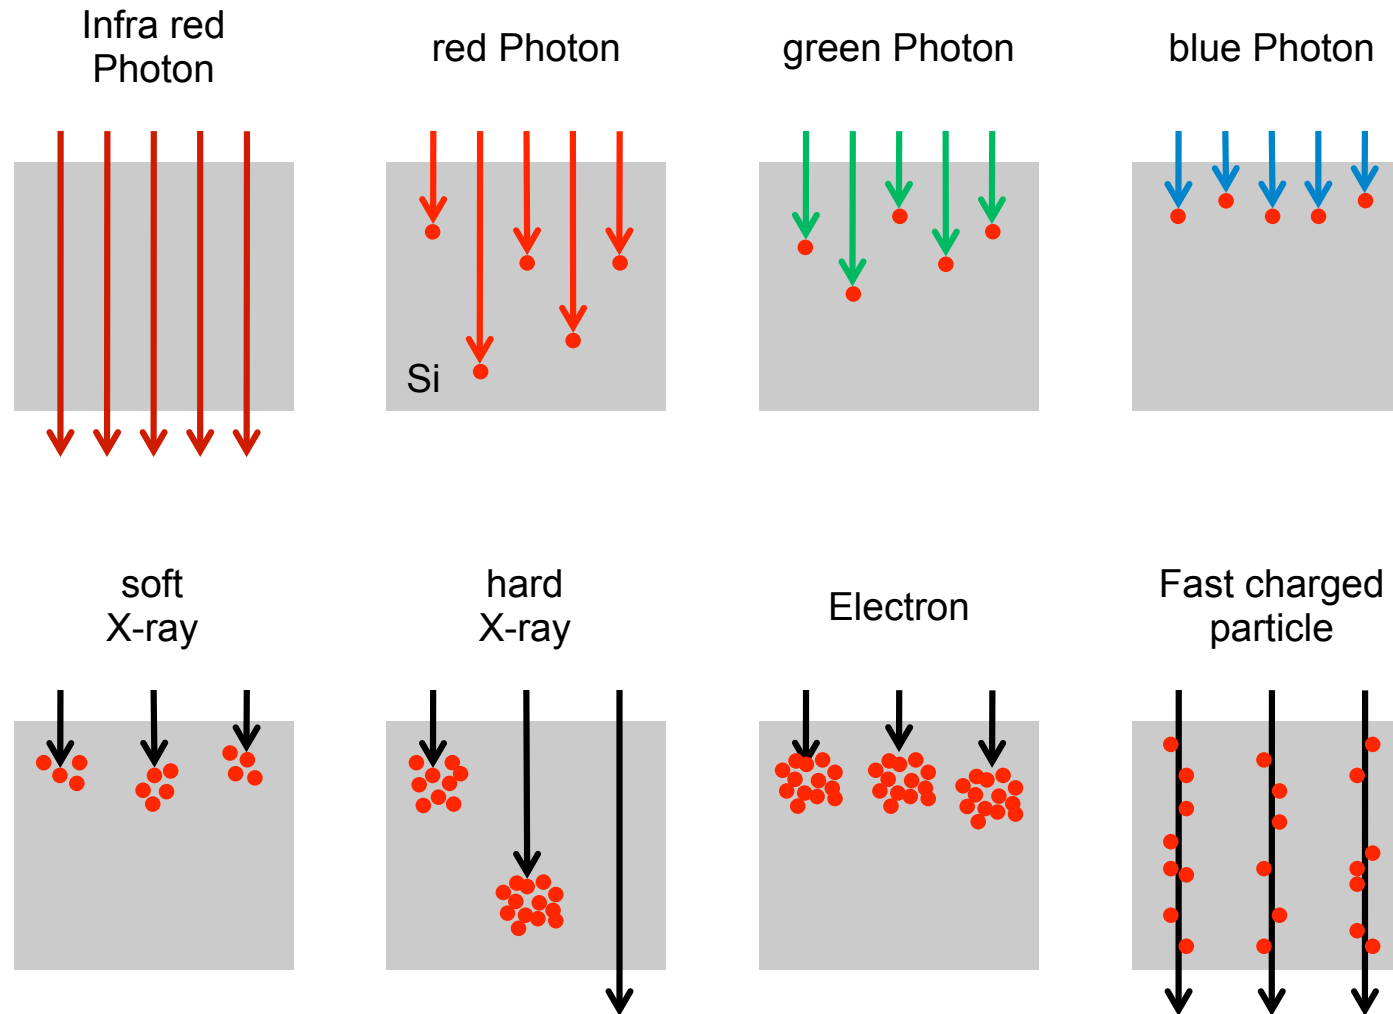 Infra red
Photon
red Photon
green Photon
blue Photon
Si
soft
X-ray
hard
X-ray
Electron
Fast charged
particle